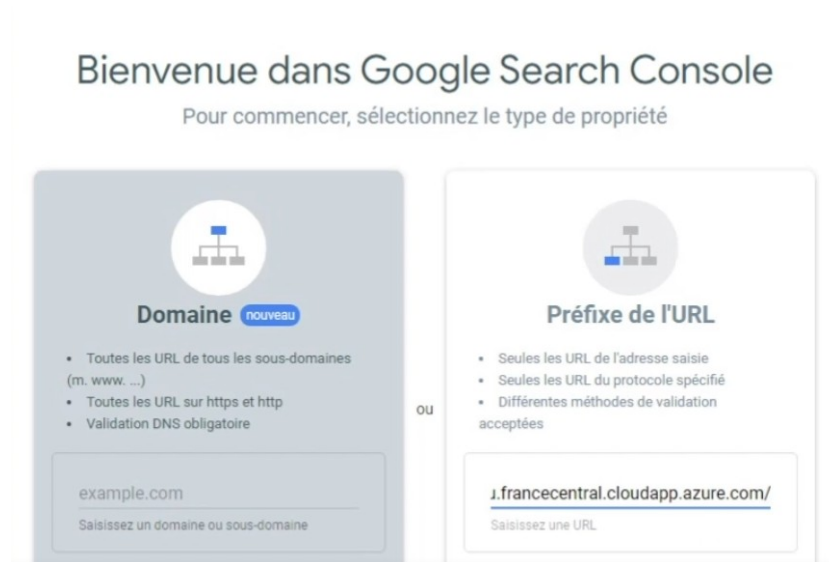 Bienvenue dans Google Search Console
Pour commencer, sélectionnez le type de propriété
Domaine nouveau
• Toutes les URL de tous les sous-domaines
(m. www. ...)
• Toutes les URL sur https et http
• Validation DNS obligatoire
example.com
Saisissez un domaine ou sous-domaine
ou
Préfixe de l'URL
• Seules les URL de l'adresse saisie
• Seules les URL du protocole spécifié
• Différentes méthodes de validation
acceptées
.francecentral.cloudapp.azure.com/
Saisissez une URL